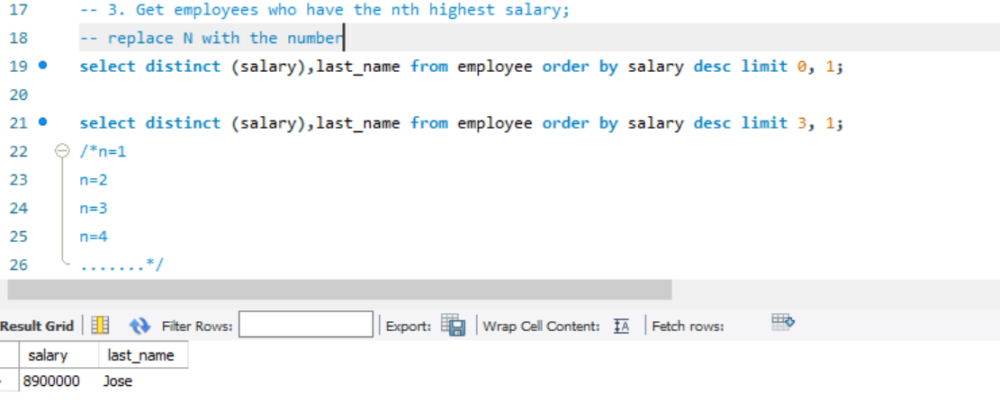 17 -- 3. Get employees who have the nth highest salary;
18 -- replace N with the number
19 select distinct (salary),last_name from employee order by salary desc limit 0, 1;
20
21 select distinct (salary),last_name from employee order by salary desc limit 3, 1;
22 /*n=1
23 n=2
24 n=3
25 n=4
26 .......*/
Result Grid Filter Rows: Export: Wrap Cell Content: Fetch rows:
salary last_name
8900000 Jose